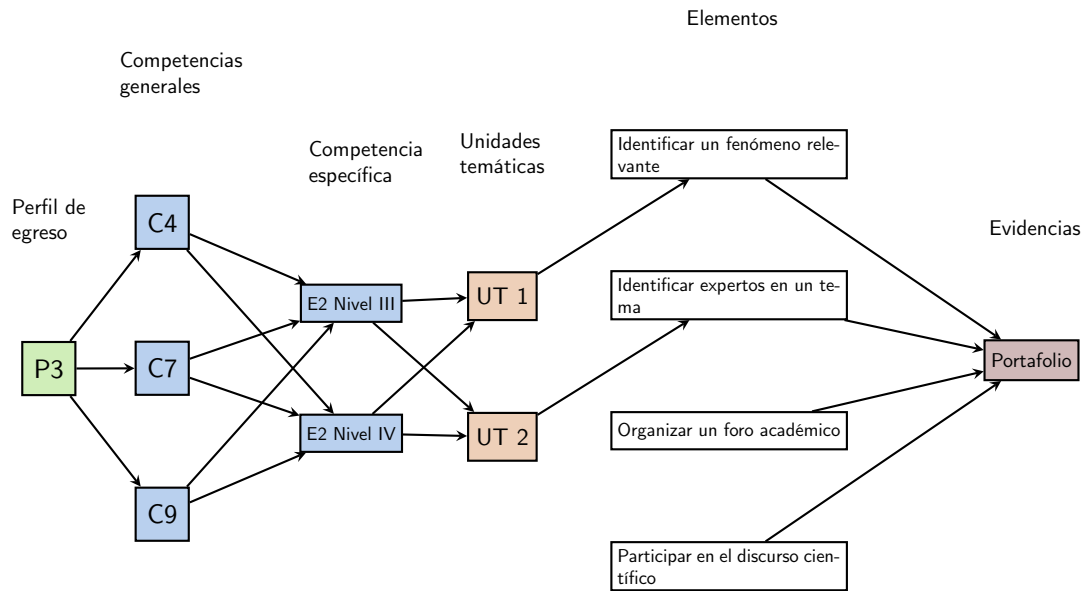 Elementos
Competencias
generales
Competencia
específica
Unidades
temáticas
Identificar un fenómeno rele-
vante
Perfil de
egreso
C4
Evidencias
E2 Nivel III
UT 1
Identificar expertos en un te-
ma
P3
C7
Portafolio
E2 Nivel IV
UT 2
Organizar un foro académico
C9
Participar en el discurso cien-
tífico